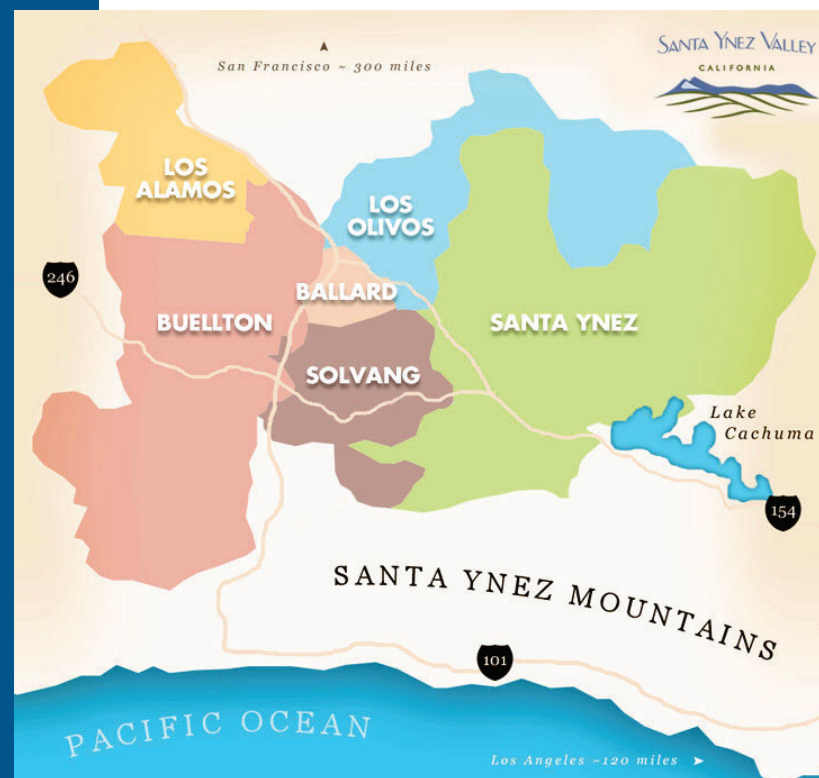 SANTA YNEZ VALLEY
CALIFORNIA
San Francisco ~ 300 miles
LOS
ALAMOS
LOS
OLIVOS
246
BALLARD
BUELLTON
SANTA YNEZ
SOLVANG
Lake
Cachuma
154
SANTA YNEZ MOUNTAINS
101
PACIFIC OCEAN
Los Angeles ~120 miles